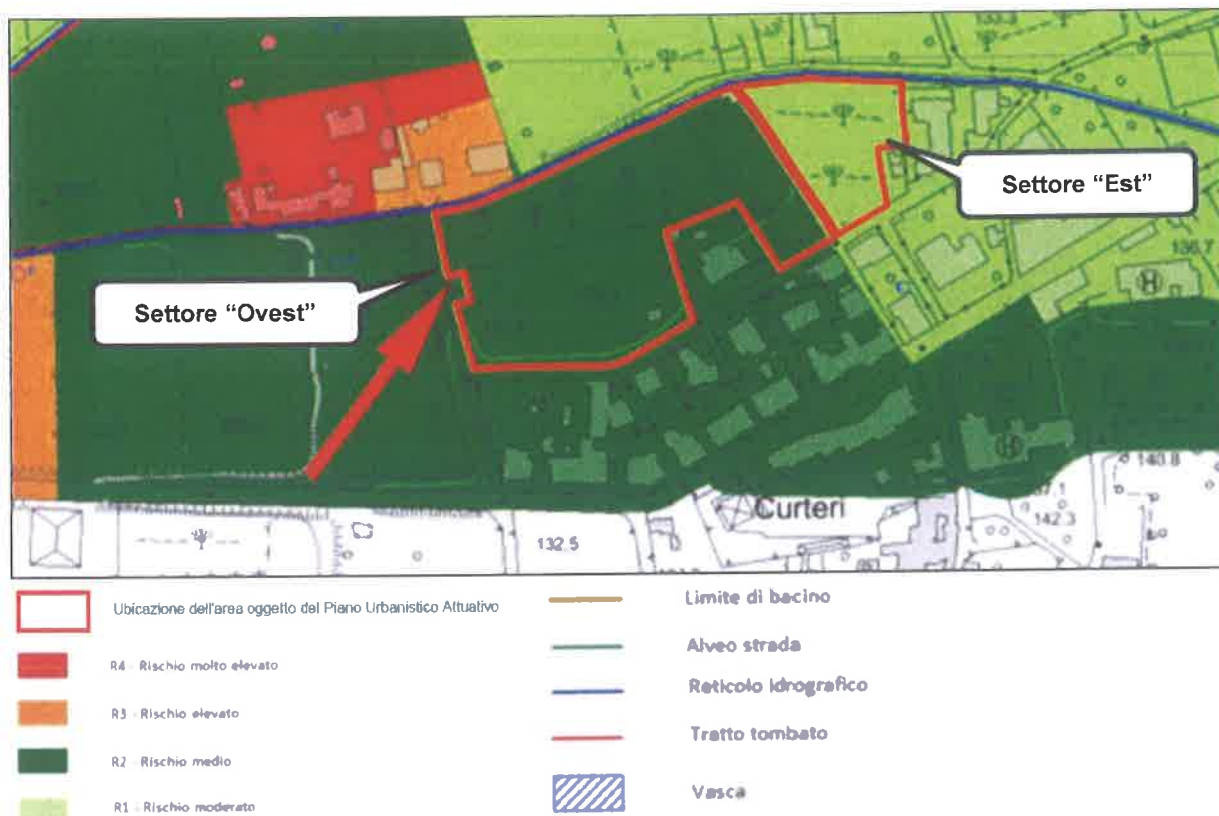 133.3
Settore “Est”
136.7
H
Settore “Ovest”
H
140.8
Curteri
142.3
132.5
Ubicazione dell'area oggetto del Piano Urbanistico Attuativo
R4 - Rischio molto elevato
R3 - Rischio elevato
R2 - Rischio medio
R1 - Rischio moderato
Limite di bacino
Alveo strada
Reticolo idrografico
Tratto tombato
Vasca